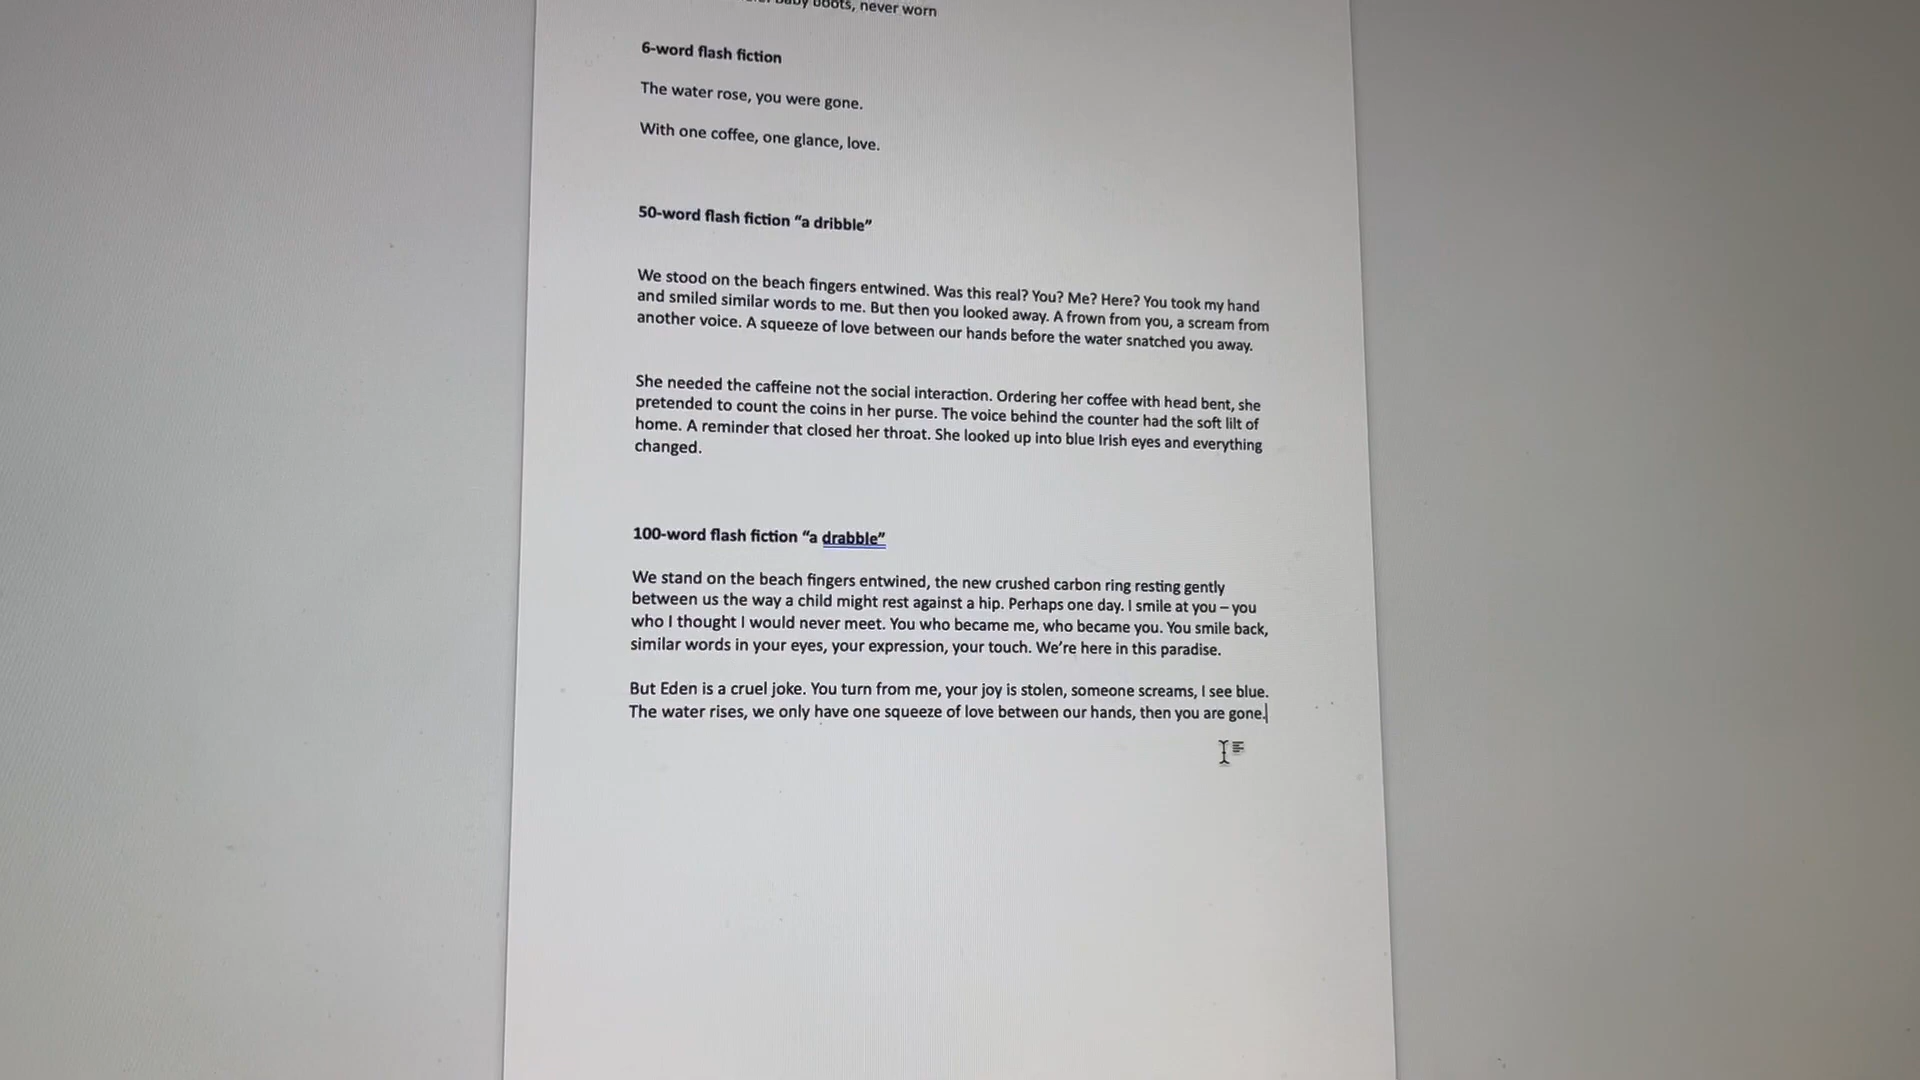 boots, never worn
6-word flash fiction
The water rose, you were gone.
With one coffee, one glance, love.
50-word flash fiction “a dribble”
We stood on the beach fingers entwined. Was this real? You? Me? Here? You took my hand
and smiled similar words to me. But then you looked away. A frown from you, a scream from
another voice. A squeeze of love between our hands before the water snatched you away.
She needed the caffeine not the social interaction. Ordering her coffee with head bent, she
pretended to count the coins in her purse. The voice behind the counter had the soft lilt of
home. A reminder that closed her throat. She looked up into blue Irish eyes and everything
changed.
100-word flash fiction “a drabble”
We stand on the beach fingers entwined, the new crushed carbon ring resting gently
between us the way a child might rest against a hip. Perhaps one day. I smile at you – you
who I thought I would never meet. You who became me, who became you. You smile back,
similar words in your eyes, your expression, your touch. We’re here in this paradise.
But Eden is a cruel joke. You turn from me, your joy is stolen, someone screams, I see blue.
The water rises, we only have one squeeze of love between our hands, then you are gone.